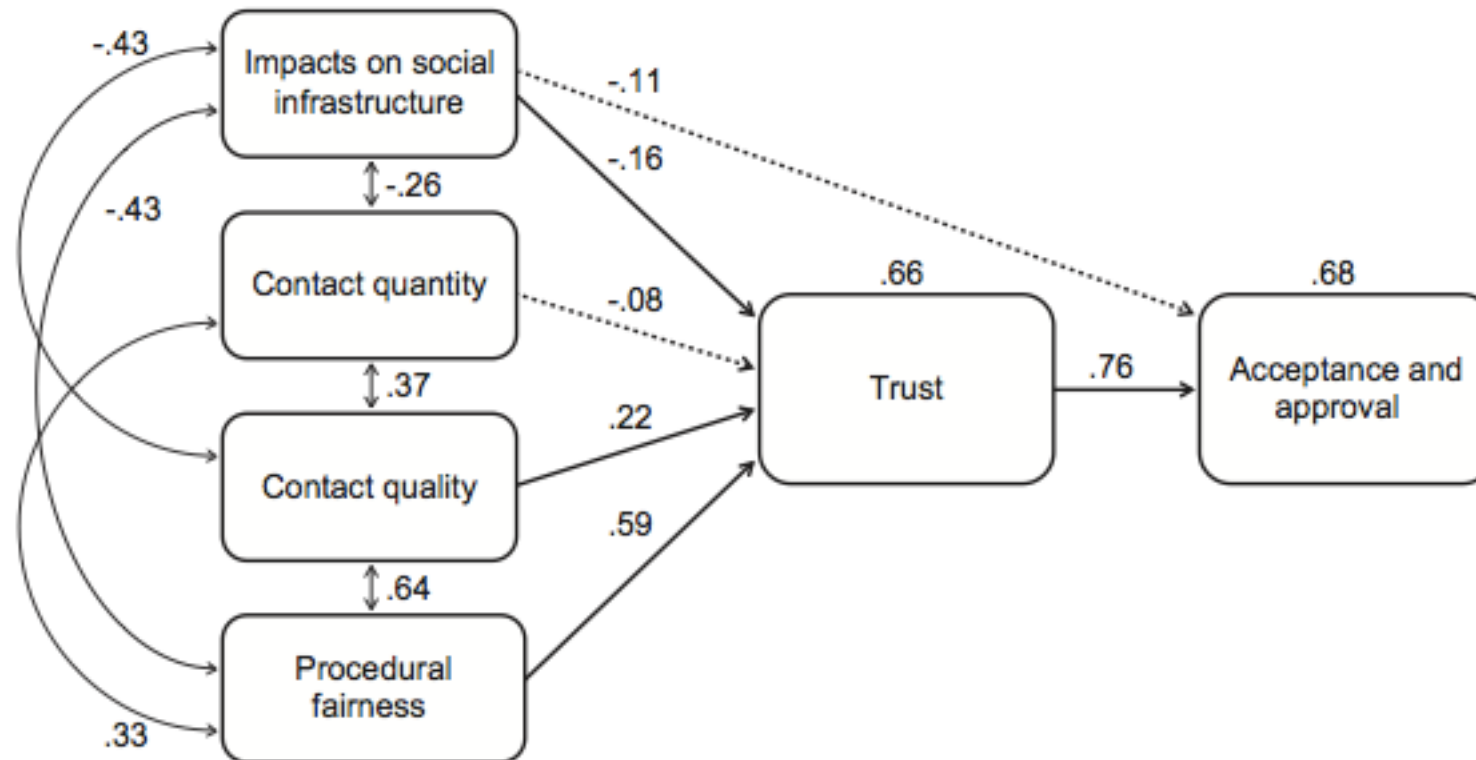 -.43
Impacts on social
infrastructure
-.11
-.16
-.26
-.43
Contact quantity
-.08
.66
.68
.37
Trust
.76
Acceptance and
approval
.22
Contact quality
.59
.64
Procedural
fairness
.33